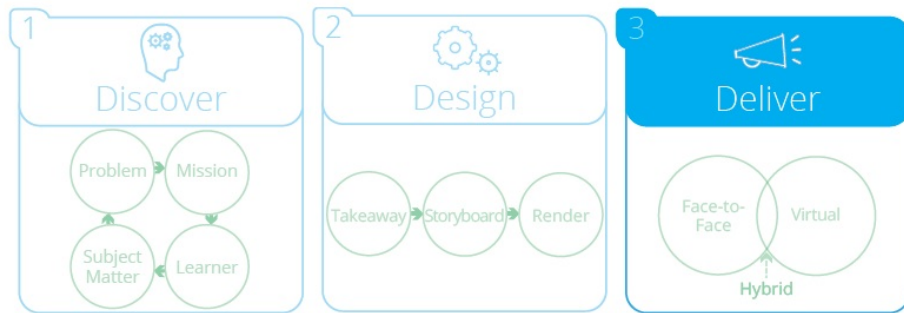 1
Discover
Problem
Mission
Subject
Matter
Learner
2
Design
Takeaway
Storyboard
Render
3
Deliver
Face-to-
Face
Virtual
Hybrid